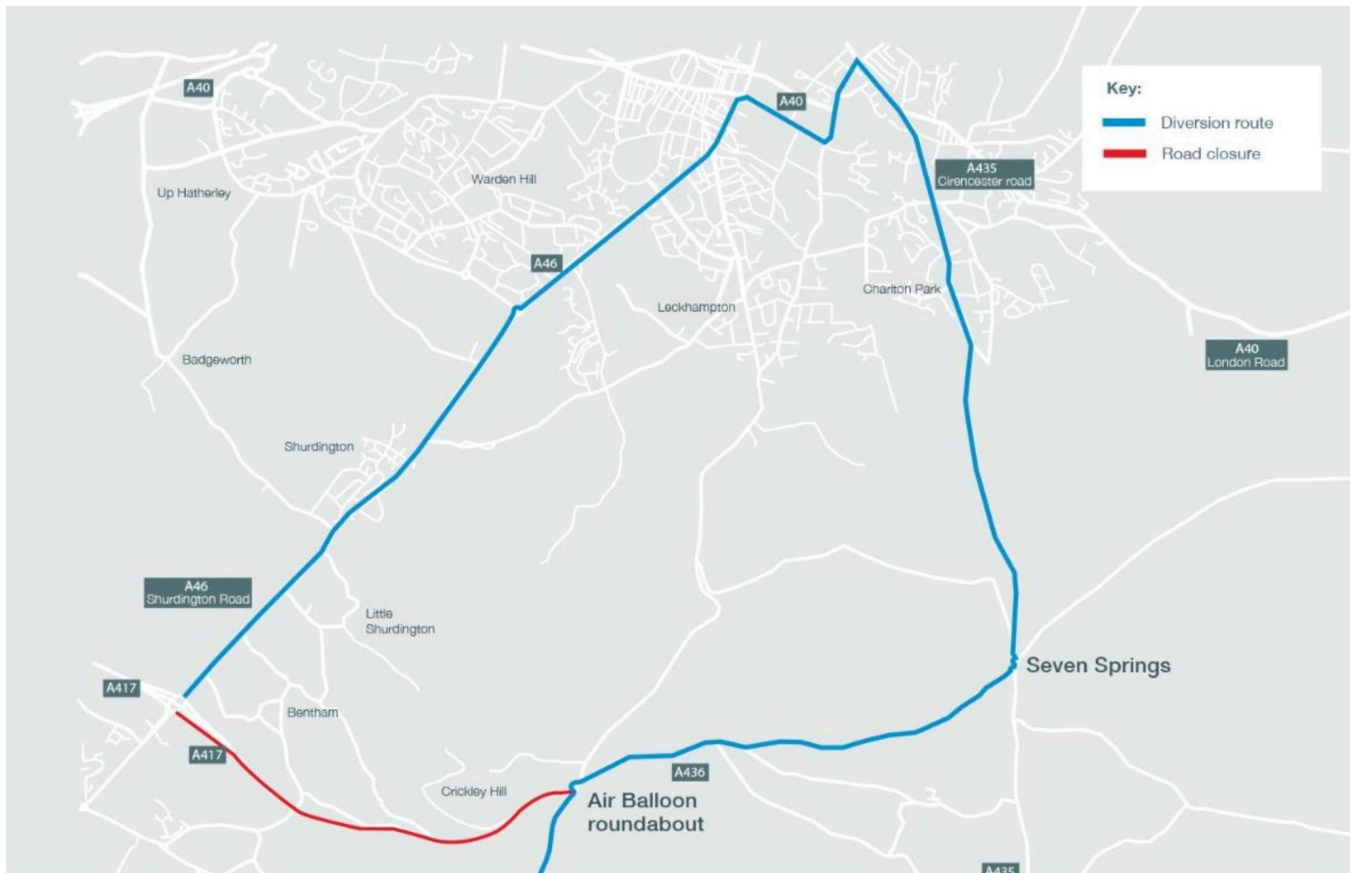 A40
A40
Key:
Diversion route
Road closure
A435
Cirencester road
Warden Hill
Up Hatherley
A46
Charlton Park
Leckhampton
A40
London Road
Badgeworth
Shurdington
A46
Shurdington Road
Little
Shurdington
Seven Springs
A417
Bentham
A417
A436
Crickley Hill
Air Balloon
roundabout
A435